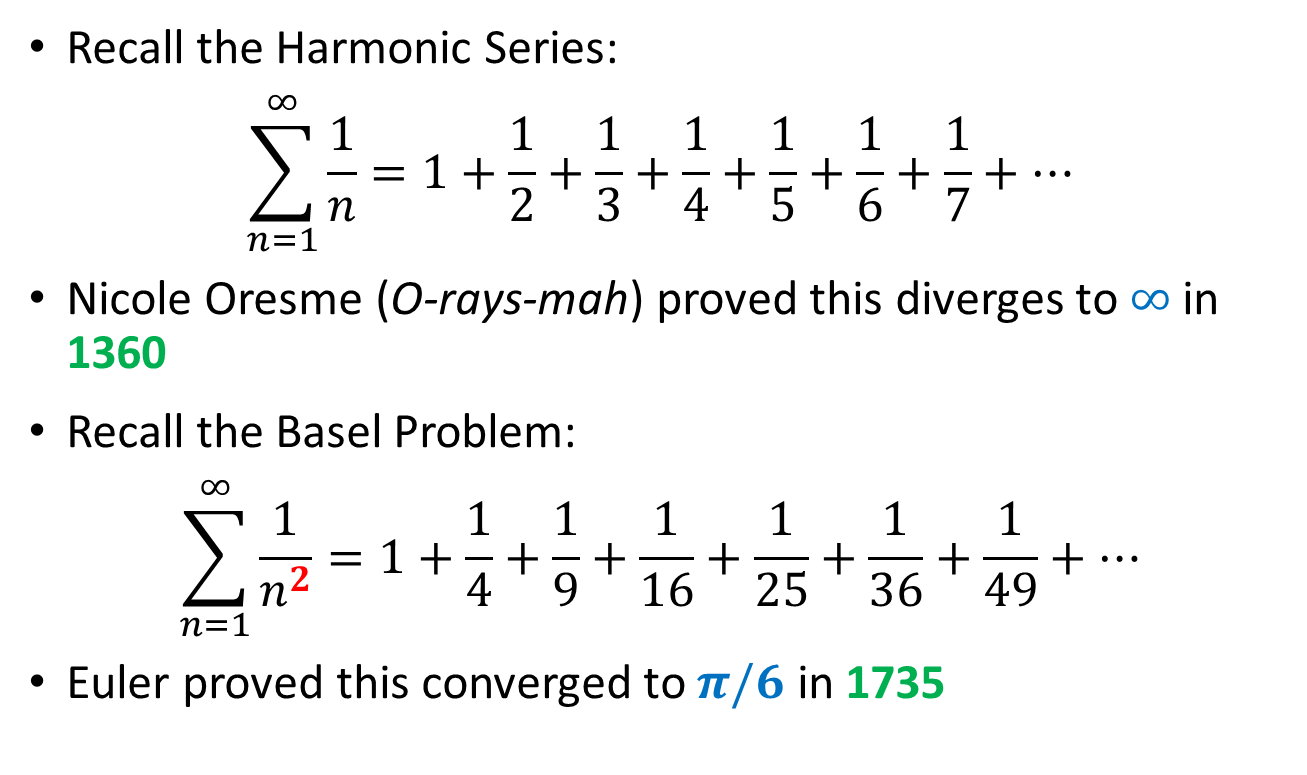 • Recall the Harmonic Series:
∞
∑ 1/n = 1 + 1/2 + 1/3 + 1/4 + 1/5 + 1/6 + 1/7 + ⋯
n=1
• Nicole Oresme (O-rays-mah) proved this diverges to ∞ in
1360
• Recall the Basel Problem:
∞
∑ 1/n² = 1 + 1/4 + 1/9 + 1/16 + 1/25 + 1/36 + 1/49 + ⋯
n=1
• Euler proved this converged to π/6 in 1735